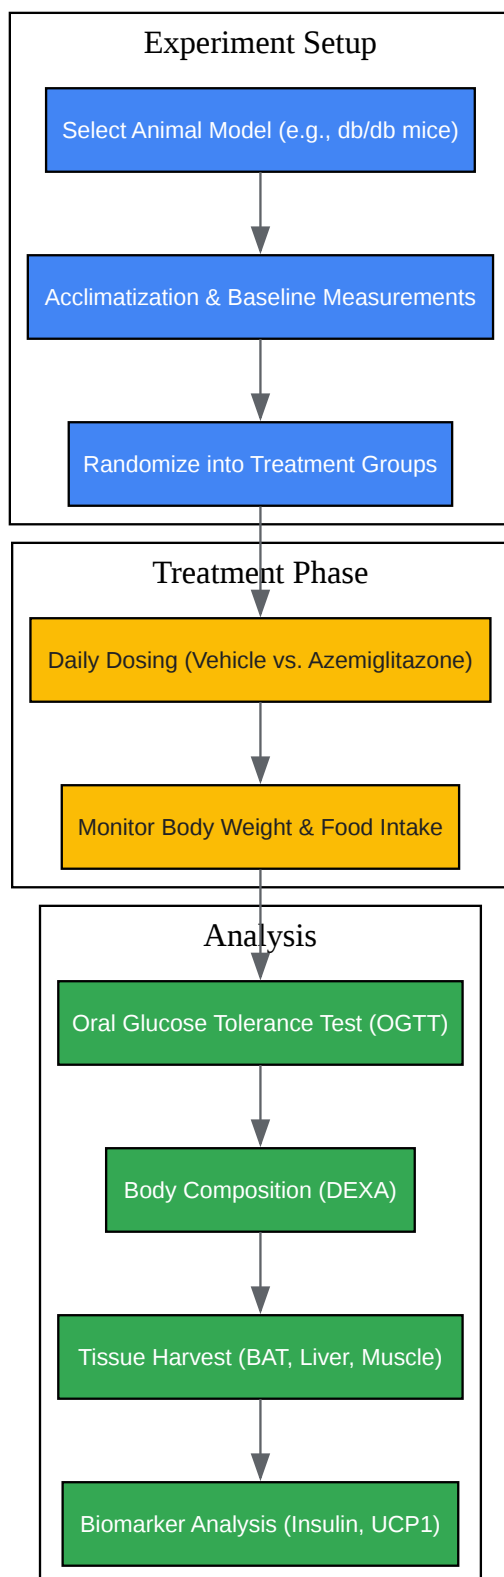 Experiment Setup
Select Animal Model (e.g., db/db mice)
Acclimatization & Baseline Measurements
Randomize into Treatment Groups
Treatment Phase
Daily Dosing (Vehicle vs. Azemiglitazone)
Monitor Body Weight & Food Intake
Analysis
Oral Glucose Tolerance Test (OGTT)
Body Composition (DEXA)
Tissue Harvest (BAT, Liver, Muscle)
Biomarker Analysis (Insulin, UCP1)